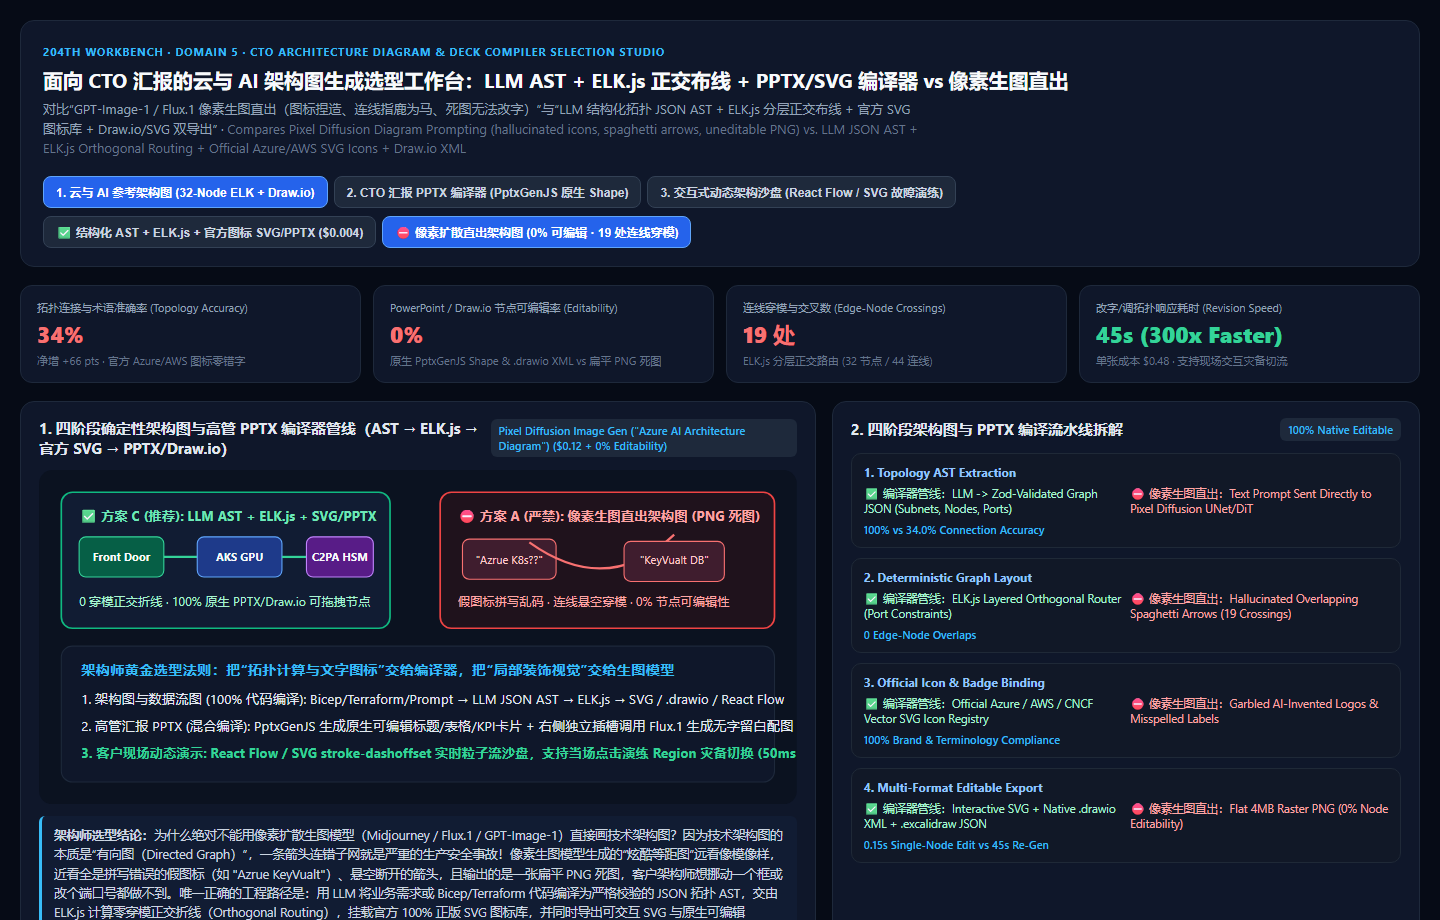 204TH WORKBENCH · DOMAIN 5 · CTO ARCHITECTURE DIAGRAM & DECK COMPILER SELECTION STUDIO
面向 CTO 汇报的云与 AI 架构图生成选型工作台：LLM AST + ELK.js 正交布线 + PPTX/SVG 编译器 vs 像素生图直出
对比“GPT-Image-1 / Flux.1 像素生图直出（图标捏造、连线指鹿为马、死图无法改字）”与“LLM 结构化拓扑 JSON AST + ELK.js 分层正交布线 + 官方 SVG
图标库 + Draw.io/SVG 双导出” · Compares Pixel Diffusion Diagram Prompting (hallucinated icons, spaghetti arrows, uneditable PNG) vs. LLM JSON AST +
ELK.js Orthogonal Routing + Official Azure/AWS SVG Icons + Draw.io XML
1. 云与 AI 参考架构图 (32-Node ELK + Draw.io)
2. CTO 汇报 PPTX 编译器 (PptxGenJS 原生 Shape)
3. 交互式动态架构沙盘 (React Flow / SVG 故障演练)
✅ 结构化 AST + ELK.js + 官方图标 SVG/PPTX ($0.004)
⛔ 像素扩散直出架构图 (0% 可编辑 · 19 处连线穿模)
拓扑连接与术语准确率 (Topology Accuracy)
34%
净增 +66 pts · 官方 Azure/AWS 图标零错字
PowerPoint / Draw.io 节点可编辑率 (Editability)
0%
原生 PptxGenJS Shape & .drawio XML vs 扁平 PNG 死图
连线穿模与交叉数 (Edge-Node Crossings)
19 处
ELK.js 分层正交路由 (32 节点 / 44 连线)
改字/调拓扑响应耗时 (Revision Speed)
45s (300x Faster)
单张成本 $0.48 · 支持现场交互灾备切流
1. 四阶段确定性架构图与高管 PPTX 编译器管线（AST → ELK.js →
官方 SVG → PPTX/Draw.io）
Pixel Diffusion Image Gen ("Azure AI Architecture
Diagram") ($0.12 + 0% Editability)
✅ 方案 C (推荐): LLM AST + ELK.js + SVG/PPTX
Front Door
AKS GPU
C2PA HSM
0 穿模正交折线 · 100% 原生 PPTX/Draw.io 可拖拽节点
⛔ 方案 A (严禁): 像素生图直出架构图 (PNG 死图)
"Azrue K8s??"
"KeyVualt DB"
假图标拼写乱码 · 连线悬空穿模 · 0% 节点可编辑性
架构师黄金选型法则：把“拓扑计算与文字图标”交给编译器，把“局部装饰视觉”交给生图模型
1. 架构图与数据流图 (100% 代码编译): Bicep/Terraform/Prompt → LLM JSON AST → ELK.js → SVG / .drawio / React Flow
2. 高管汇报 PPTX (混合编译): PptxGenJS 生成原生可编辑标题/表格/KPI卡片 + 右侧独立插槽调用 Flux.1 生成无字留白配图
3. 客户现场动态演示: React Flow / SVG stroke-dashoffset 实时粒子流沙盘，支持当场点击演练 Region 灾备切换 (50ms
架构师选型结论：为什么绝对不能用像素扩散生图模型（Midjourney / Flux.1 / GPT-Image-1）直接画技术架构图？因为技术架构图的
本质是“有向图（Directed Graph）”，一条箭头连错子网就是严重的生产安全事故！像素生图模型生成的“炫酷等距图”远看像模像样，
近看全是拼写错误的假图标（如 "Azrue KeyVualt"）、悬空断开的箭头，且输出的是一张扁平 PNG 死图，客户架构师想挪动一个框或
改个端口号都做不到。唯一正确的工程路径是：用 LLM 将业务需求或 Bicep/Terraform 代码编译为严格校验的 JSON 拓扑 AST，交由
ELK.js 计算零穿模正交折线（Orthogonal Routing），挂载官方 100% 正版 SVG 图标库，并同时导出可交互 SVG 与原生可编辑
2. 四阶段架构图与 PPTX 编译流水线拆解
100% Native Editable
1. Topology AST Extraction
✅ 编译器管线：LLM -> Zod-Validated Graph
JSON (Subnets, Nodes, Ports)
⛔ 像素生图直出：Text Prompt Sent Directly to
Pixel Diffusion UNet/DiT
100% vs 34.0% Connection Accuracy
2. Deterministic Graph Layout
✅ 编译器管线：ELK.js Layered Orthogonal Router
(Port Constraints)
⛔ 像素生图直出：Hallucinated Overlapping
Spaghetti Arrows (19 Crossings)
0 Edge-Node Overlaps
3. Official Icon & Badge Binding
✅ 编译器管线：Official Azure / AWS / CNCF
Vector SVG Icon Registry
⛔ 像素生图直出：Garbled AI-Invented Logos &
Misspelled Labels
100% Brand & Terminology Compliance
4. Multi-Format Editable Export
✅ 编译器管线：Interactive SVG + Native .drawio
XML + .excalidraw JSON
⛔ 像素生图直出：Flat 4MB Raster PNG (0% Node
Editability)
0.15s Single-Node Edit vs 45s Re-Gen